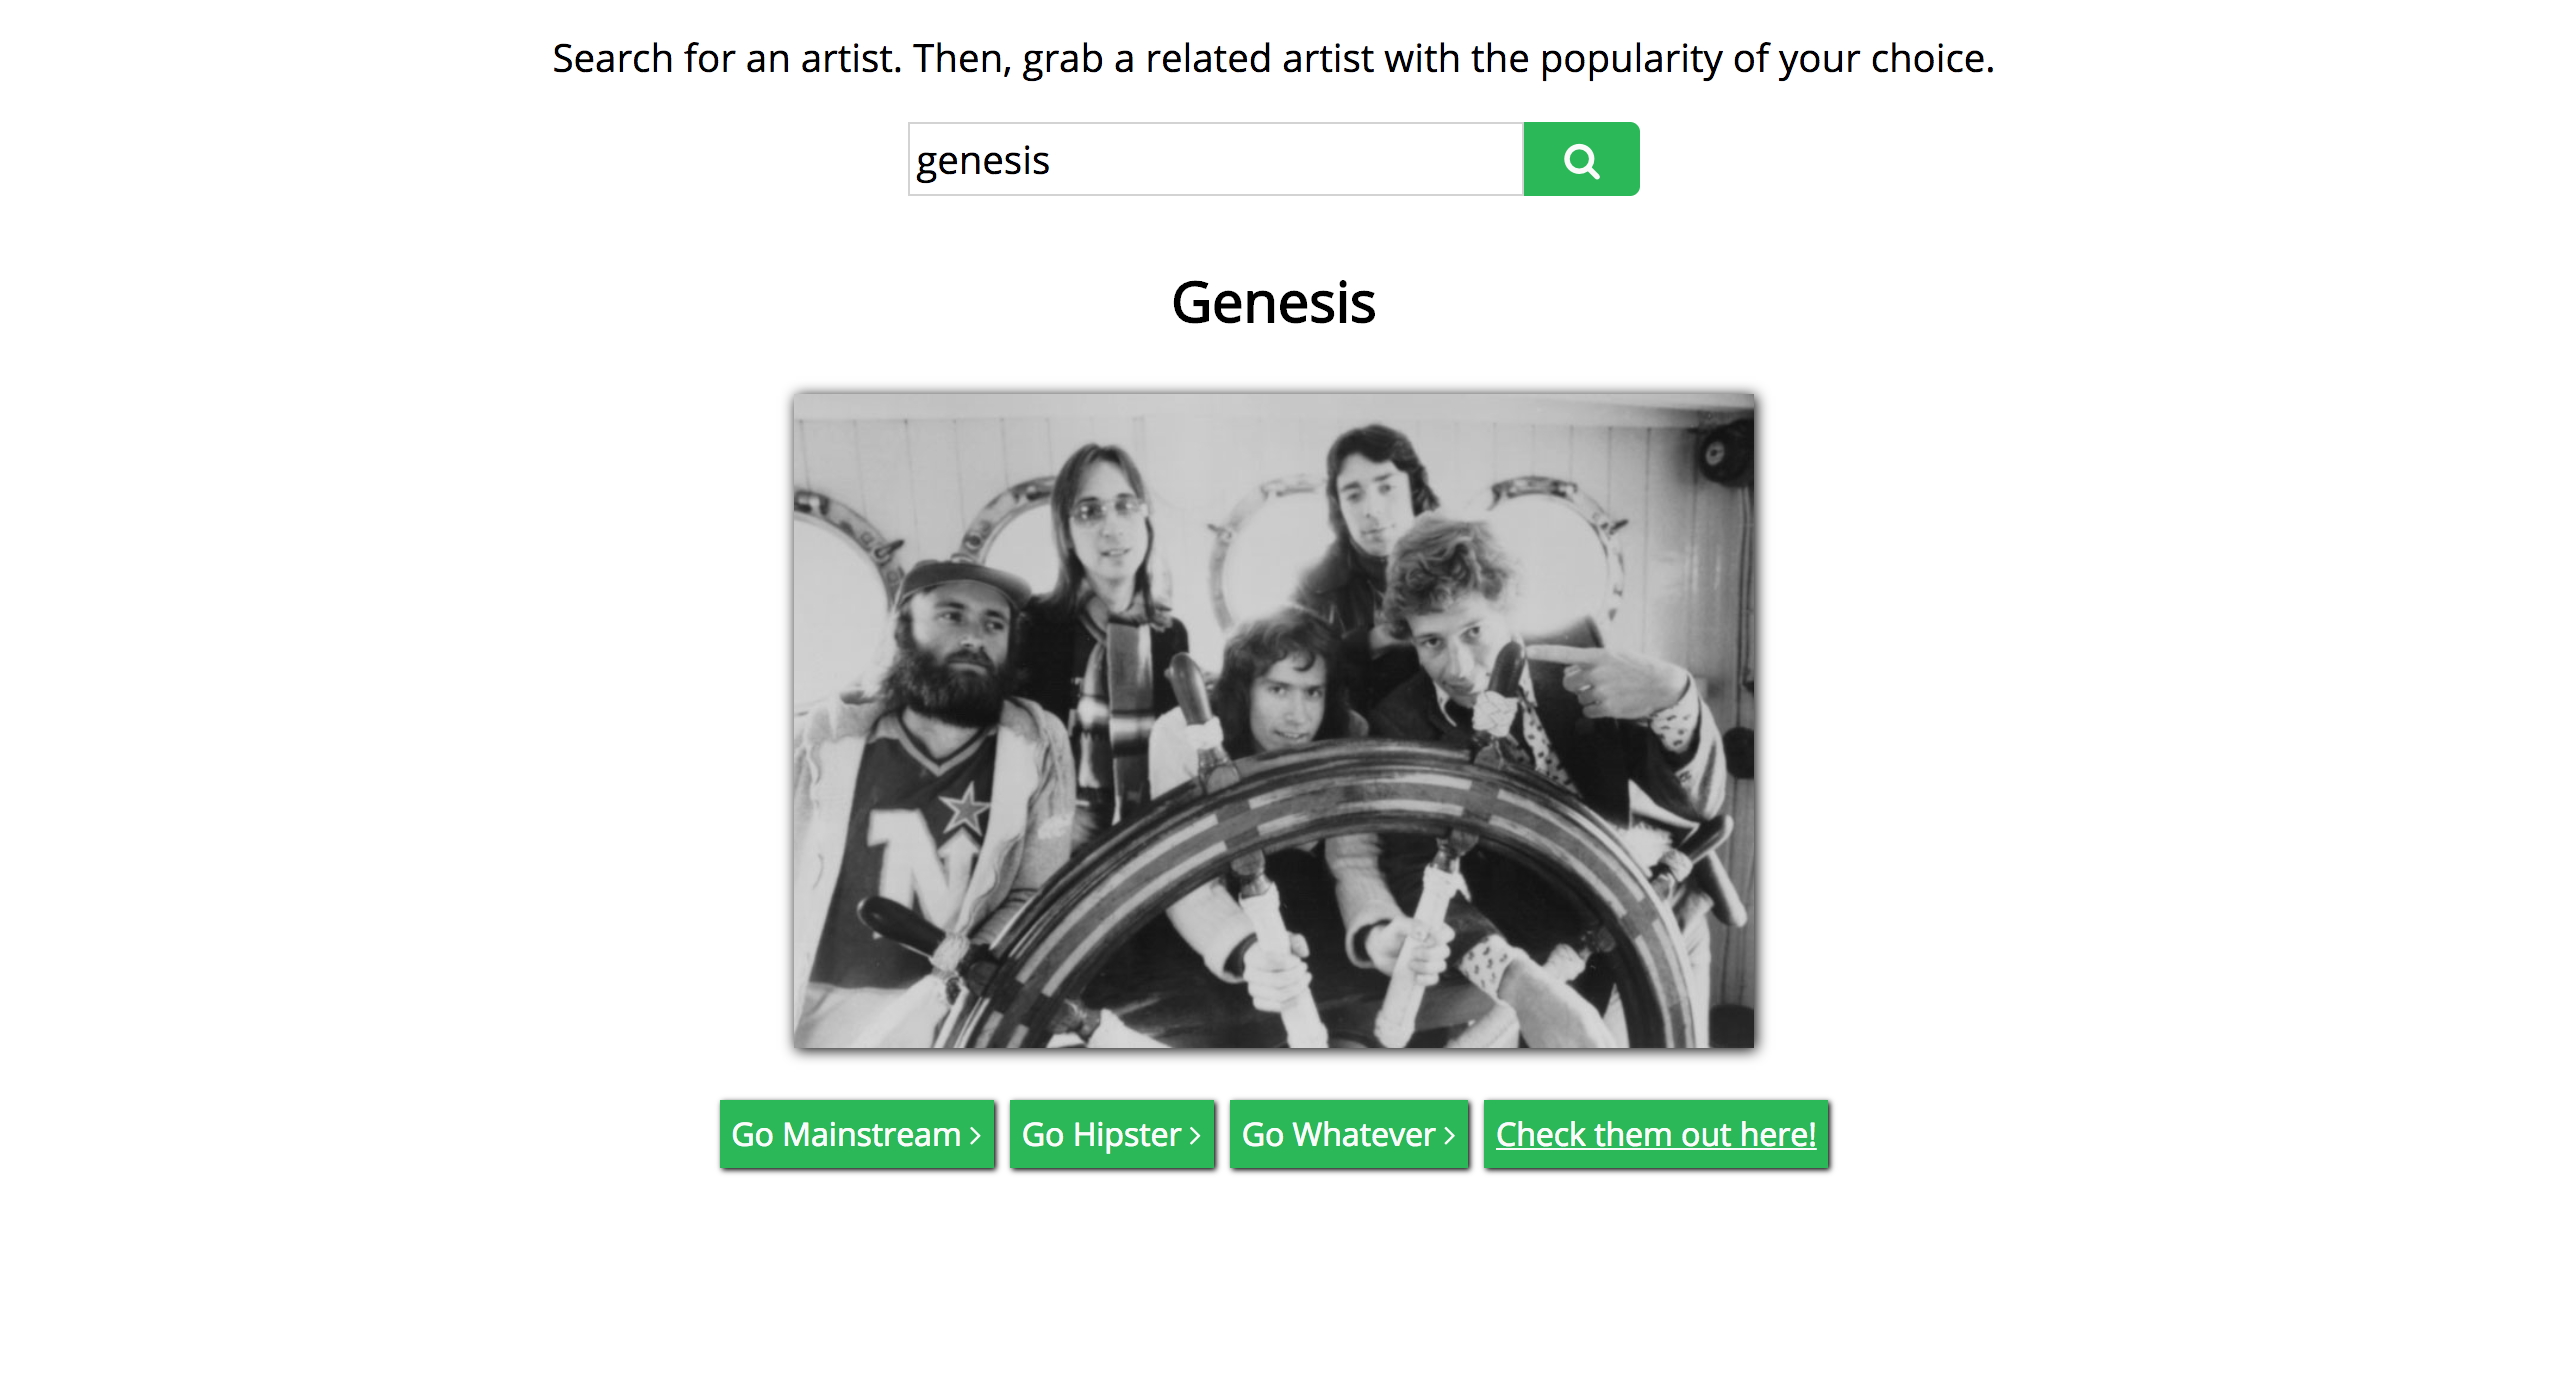 Search for an artist. Then, grab a related artist with the popularity of your choice.
genesis
Genesis
N
Go Mainstream >
Go Hipster >
Go Whatever >
Check them out here!